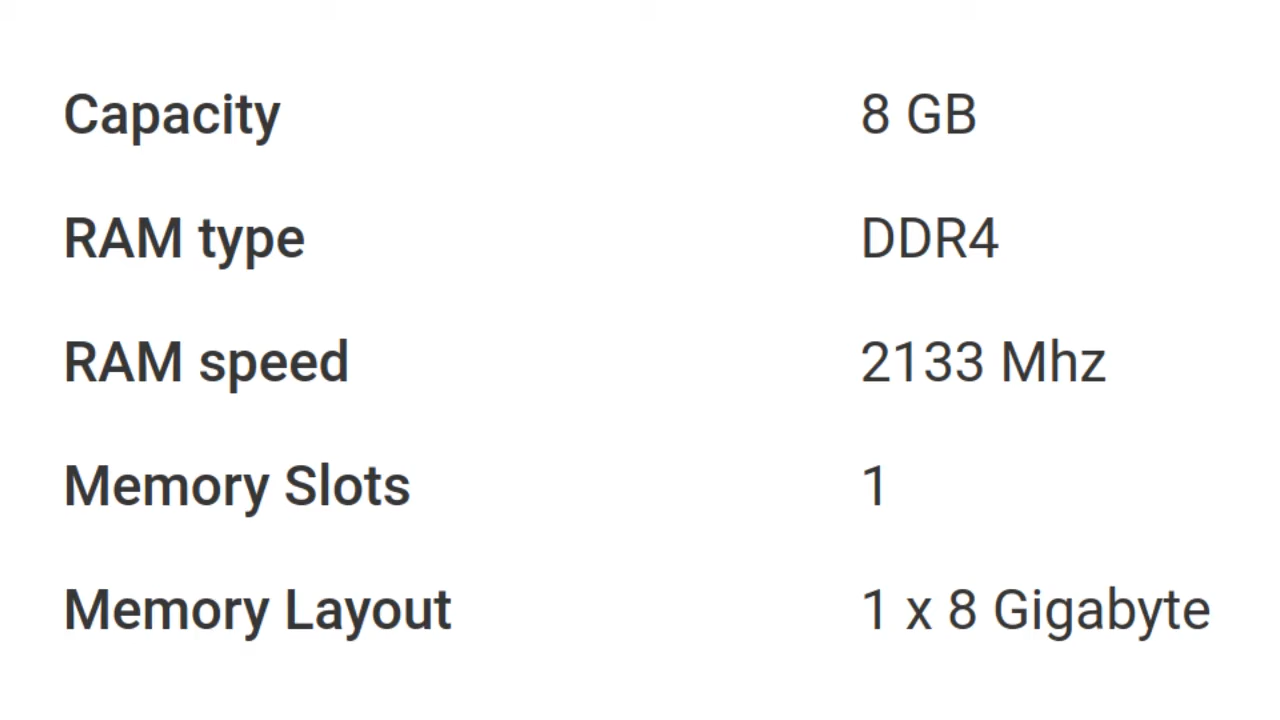 Capacity 8 GB
RAM type DDR4
RAM speed 2133 Mhz
Memory Slots 1
Memory Layout 1 x 8 Gigabyte